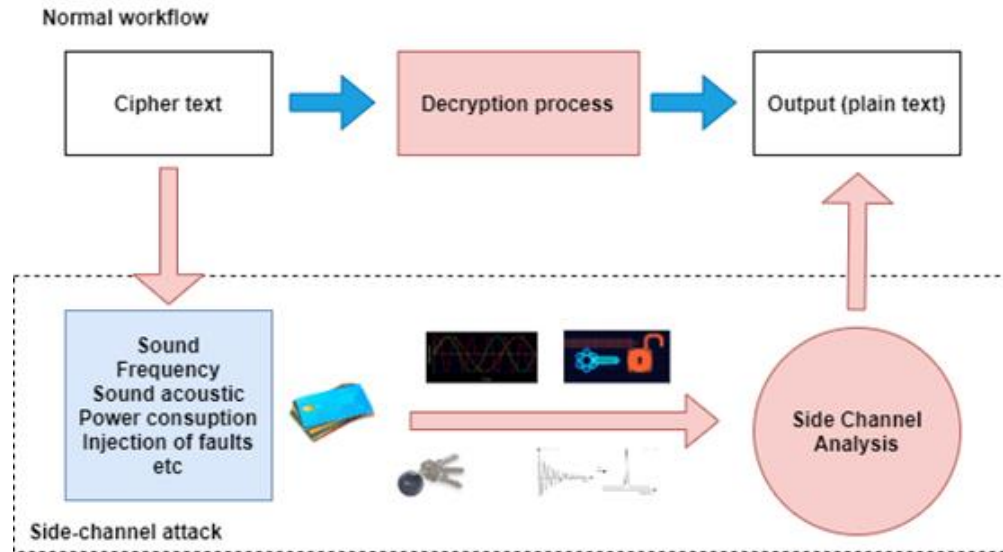 Normal workflow
Cipher text
Decryption process
Output (plain text)
Sound
Frequency
Sound acoustic
Power consuption
Injection of faults
etc
Side Channel
Analysis
Side-channel attack